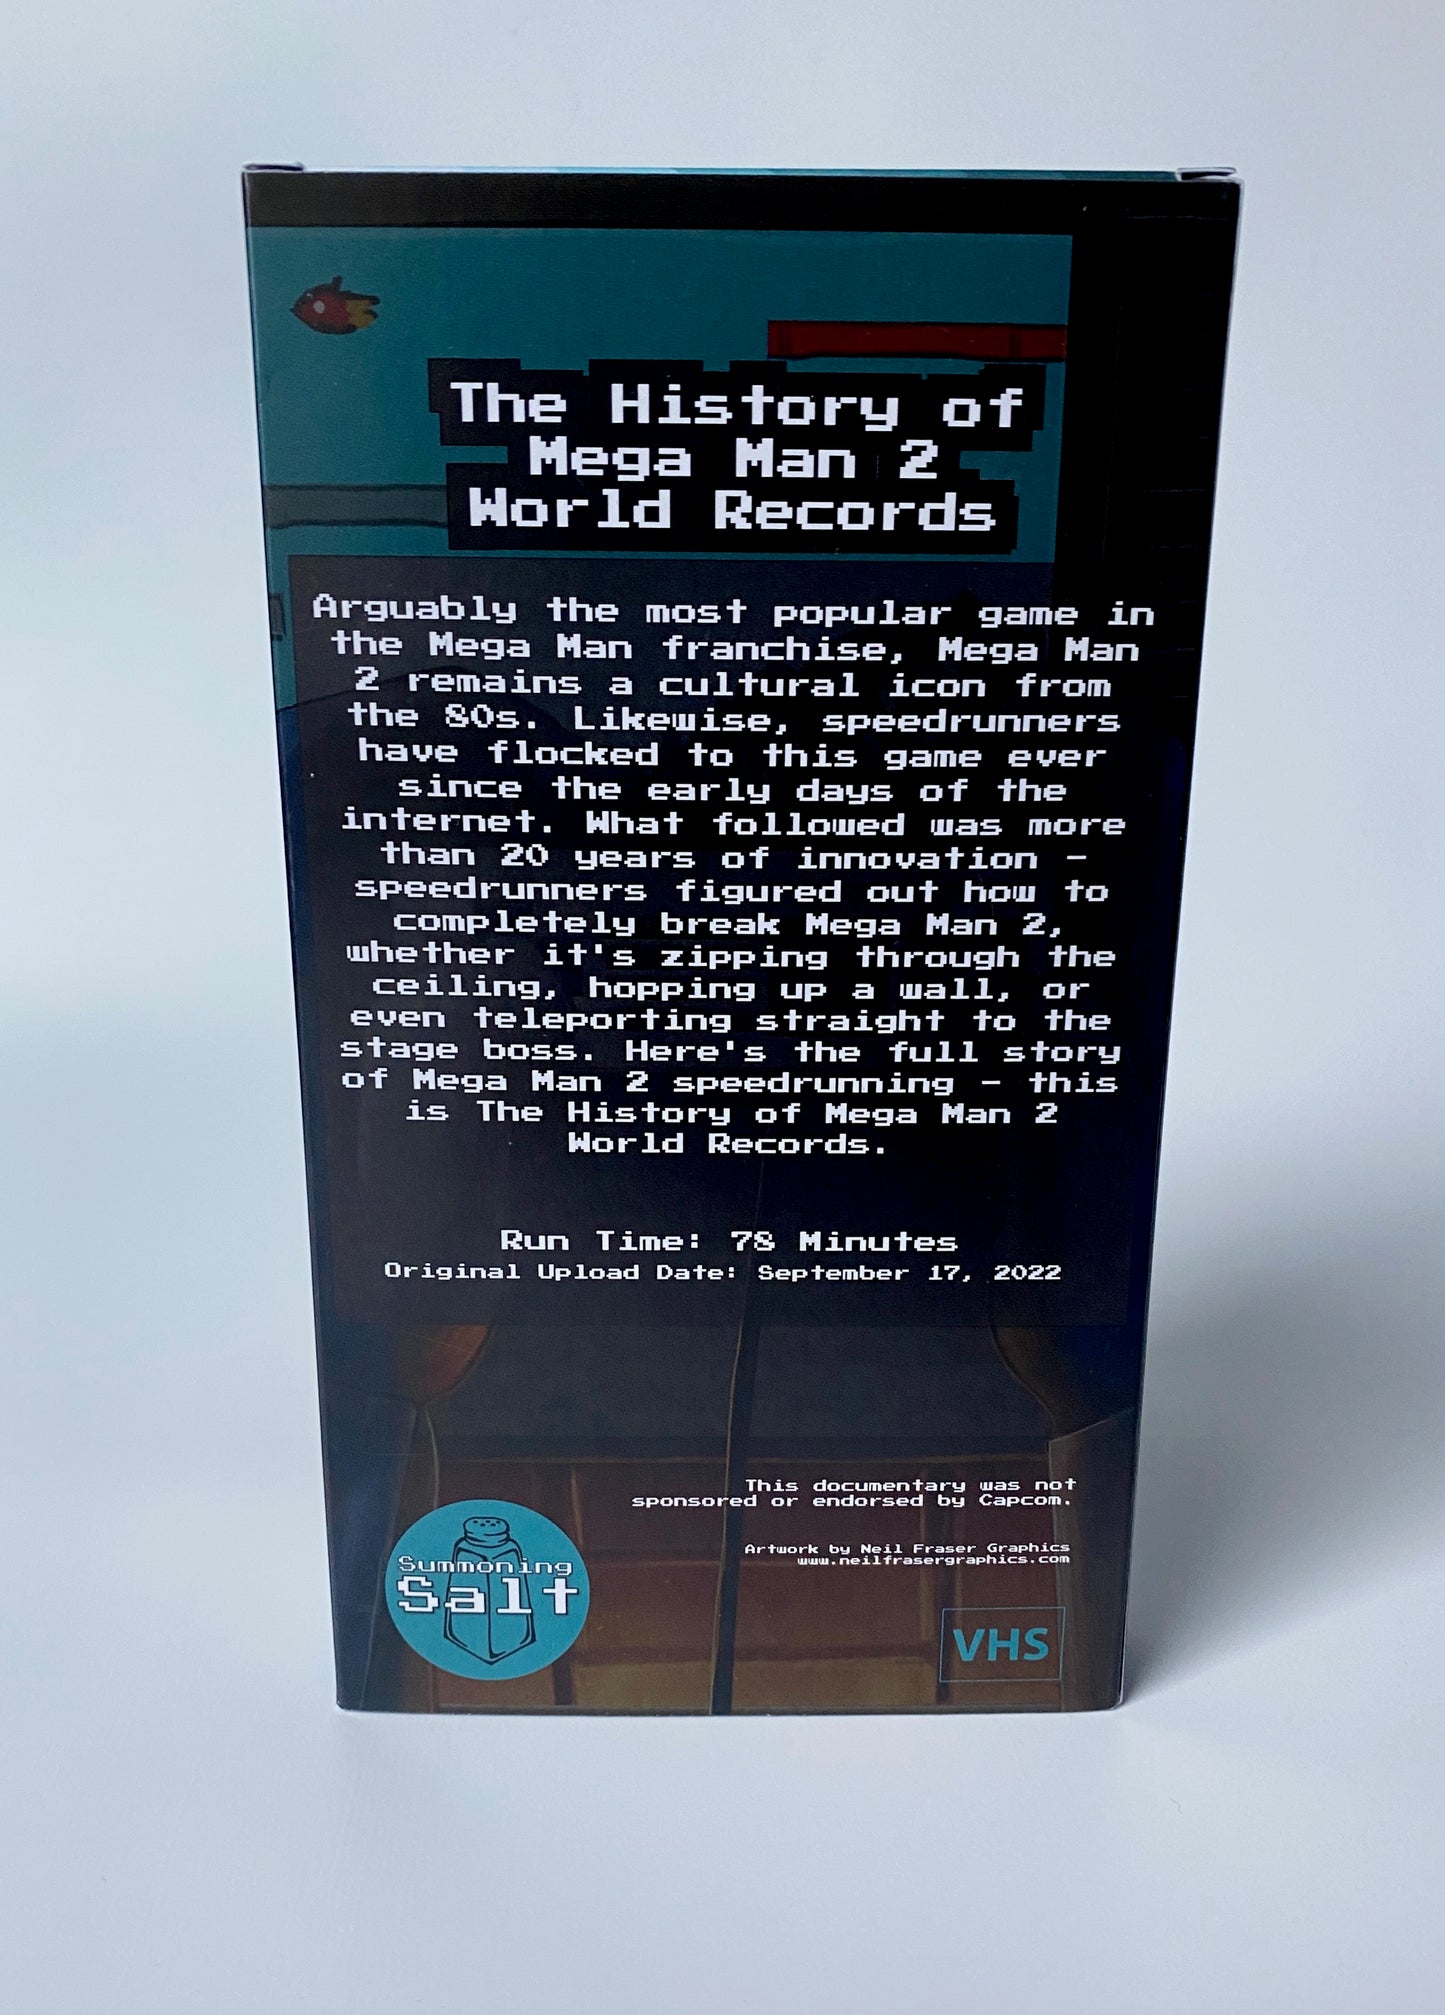 The History of
Mega Man 2
World Records
Arguably the most popular game in
the Mega Man franchise, Mega Man
2 remains a cultural icon from
the 80s. Likewise, speedrunners
have flocked to this game ever
since the early days of the
internet. What followed was more
than 20 years of innovation -
speedrunners figured out how to
completely break Mega Man 2,
whether it's zipping through the
ceiling, hopping up a wall, or
even teleporting straight to the
stage boss. Here's the full story
of Mega Man 2 speedrunning - this
is The History of Mega Man 2
World Records.
Run Time: 78 Minutes
Original Upload Date: September 17, 2022
This documentary was not
sponsored or endorsed by Capcom.
Artwork by Neil Fraser Graphics
www.neilfrasergraphics.com
Summoning
Salt
VHS